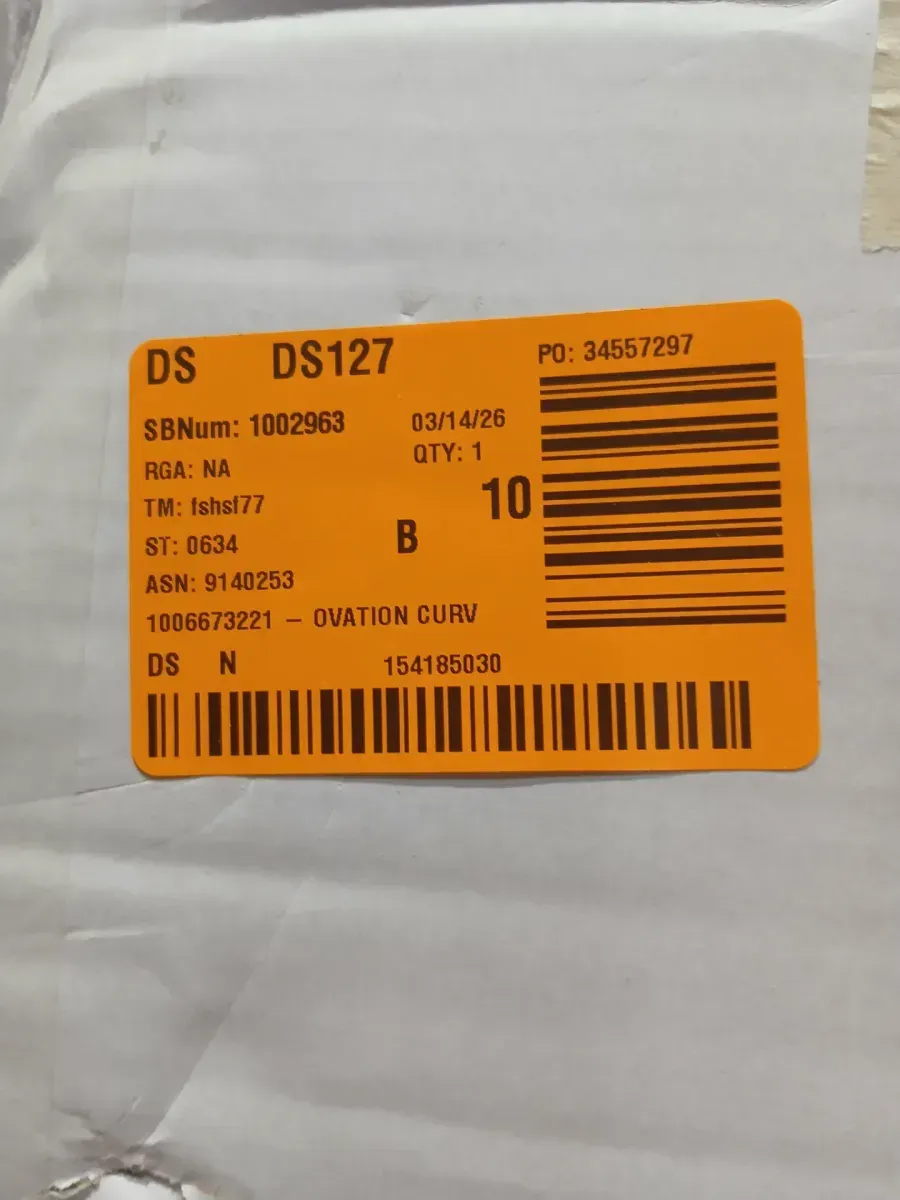 DS DS127
PO: 34557297
SBNum: 1002963 03/14/26
RGA: NA QTY: 1
TM: fshsf77 10
ST: 0634 B
ASN: 9140253
1006673221 – OVATION CURV
DS N 154185030